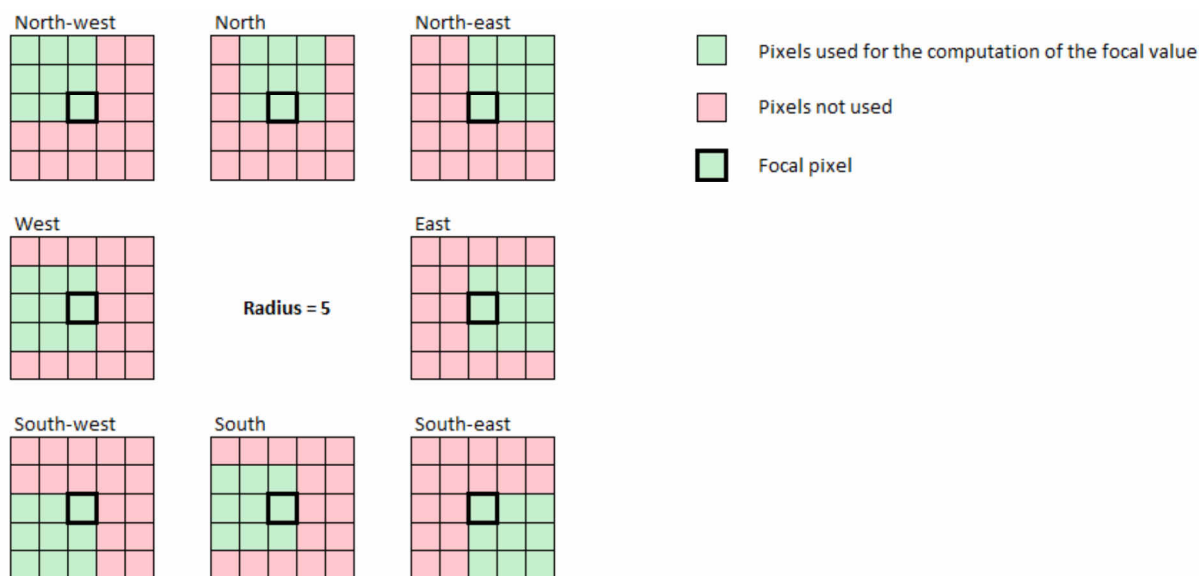 North-west
North
North-east
Pixels used for the computation of the focal value
Pixels not used
Focal pixel
West
East
Radius = 5
South-west
South
South-east